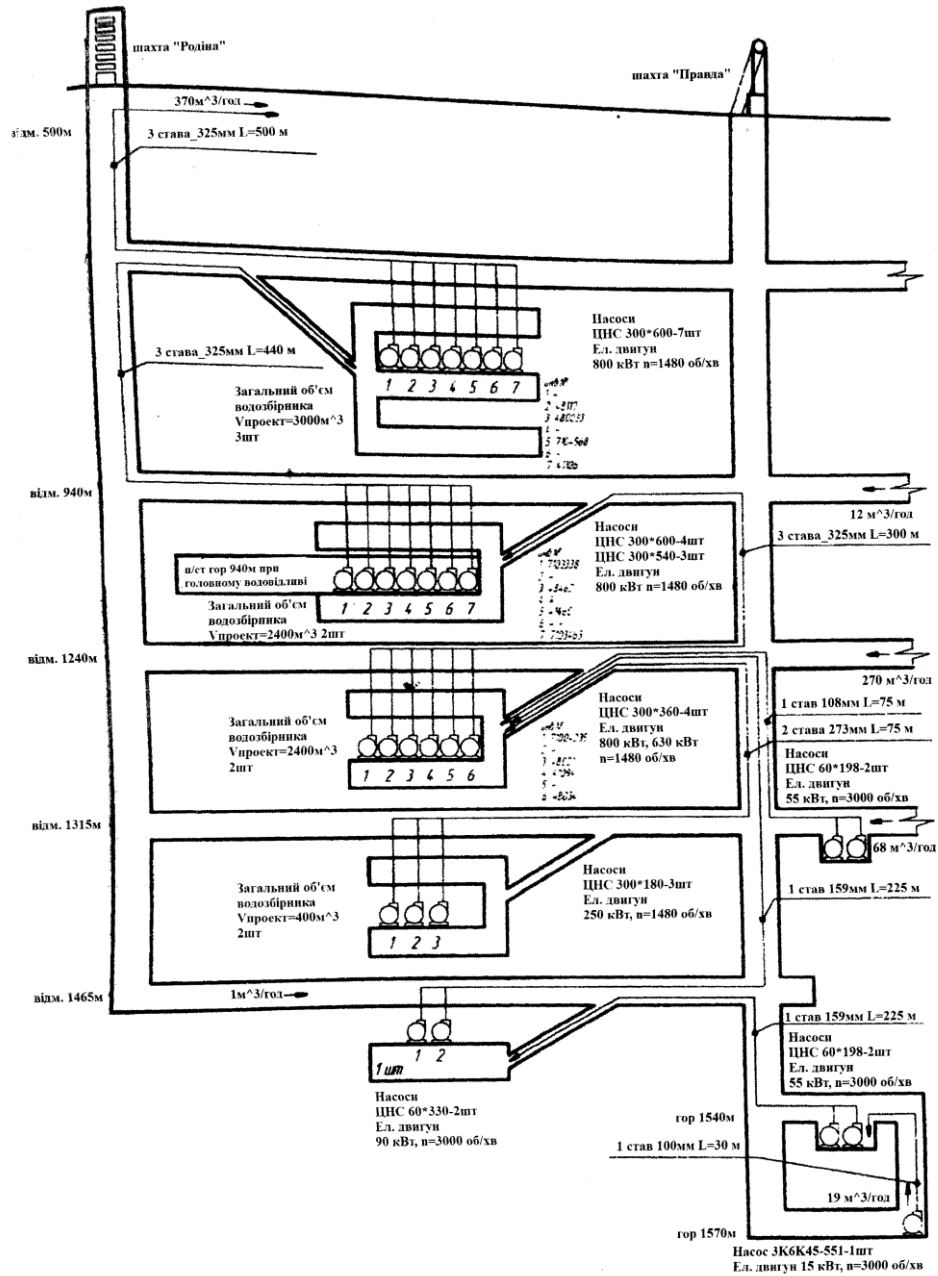 шахта "Родіна"
шахта "Правда"
370м^3/год
відм. 500м
3 става_325мм L=500 м
Насоси
ЦНС 300*600-7шт
Ел. двигун
800 кВт n=1480 об/хв
3 става_325мм L=440 м
1 2 3 4 5 6 7
Загальний об'єм
водозбірника
Vпроект=3000м^3
3шт
відм. 940м
12 м^3/год
3 става_325мм L=300 м
Насоси
ЦНС 300*600-4шт
ЦНС 300*540-3шт
Ел. двигун
800 кВт n=1480 об/хв
п/ст гор 940м при
головному водовідливі
1 2 3 4 5 6 7
Загальний об'єм
водозбірника
Vпроект=2400м^3 2шт
відм. 1240м
270 м^3/год
1 став 108мм L=75 м
2 става 273мм L=75 м
Насоси
ЦНС 300*360-4шт
Ел. двигун
800 кВт, 630 кВт
n=1480 об/хв
Загальний об'єм
водозбірника
Vпроект=2400м^3
2шт
1 2 3 4 5 6
Насоси
ЦНС 60*198-2шт
Ел. двигун
55 кВт, n=3000 об/хв
відм. 1315м
68 м^3/год
Загальний об'єм
водозбірника
Vпроект=400м^3
2шт
1 2 3
Насоси
ЦНС 300*180-3шт
Ел. двигун
250 кВт, n=1480 об/хв
1 став 159мм L=225 м
відм. 1465м
1м^3/год
1 2
1 шт
Насоси
ЦНС 60*330-2шт
Ел. двигун
90 кВт, n=3000 об/хв
1 став 159мм L=225 м
Насоси
ЦНС 60*198-2шт
Ел. двигун
55 кВт, n=3000 об/хв
гор 1540м
1 став 100мм L=30 м
19 м^3/год
гор 1570м
Насос 3К6К45-551-1шт
Ел. двигун 15 кВт, n=3000 об/хв